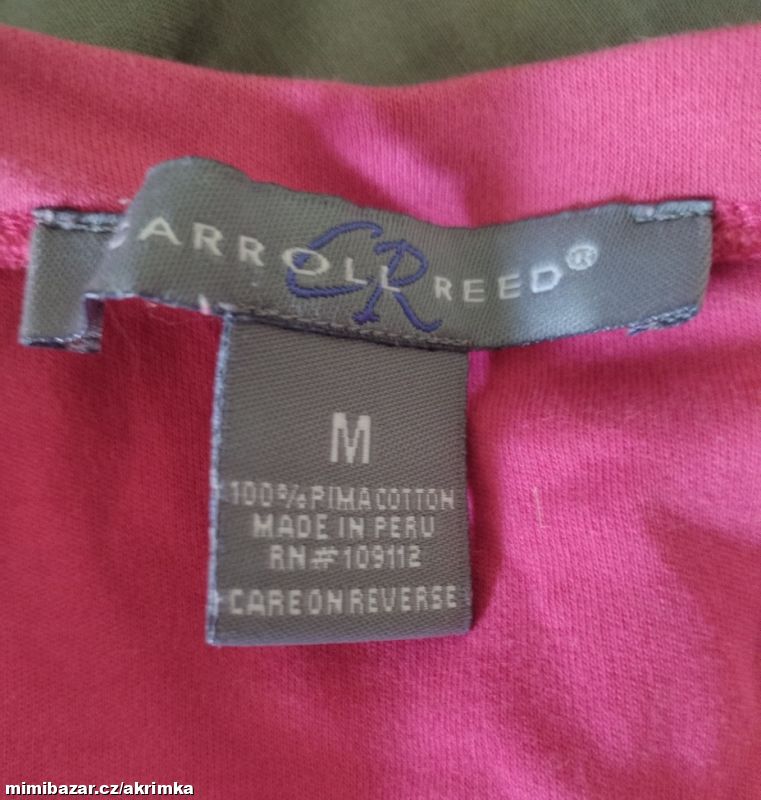 CARROLL REED®
CR
M
100% PIMA COTTON
MADE IN PERU
RN# 109112
CARE ON REVERSE
mimibazar.cz/akrimka